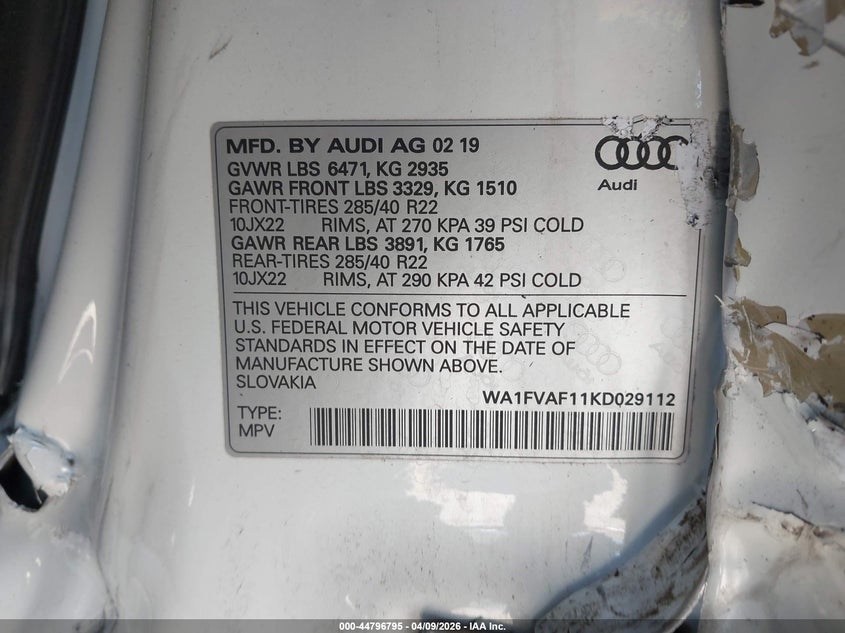 MFD. BY AUDI AG 02 19
Audi
GVWR LBS 6471, KG 2935
GAWR FRONT LBS 3329, KG 1510
FRONT-TIRES 285/40 R22
10JX22 RIMS, AT 270 KPA 39 PSI COLD
GAWR REAR LBS 3891, KG 1765
REAR-TIRES 285/40 R22
10JX22 RIMS, AT 290 KPA 42 PSI COLD
THIS VEHICLE CONFORMS TO ALL APPLICABLE
U.S. FEDERAL MOTOR VEHICLE SAFETY
STANDARDS IN EFFECT ON THE DATE OF
MANUFACTURE SHOWN ABOVE.
SLOVAKIA
WA1FVAF11KD029112
TYPE:
MPV
000-44796795 - 04/09/2026 - IAA Inc.